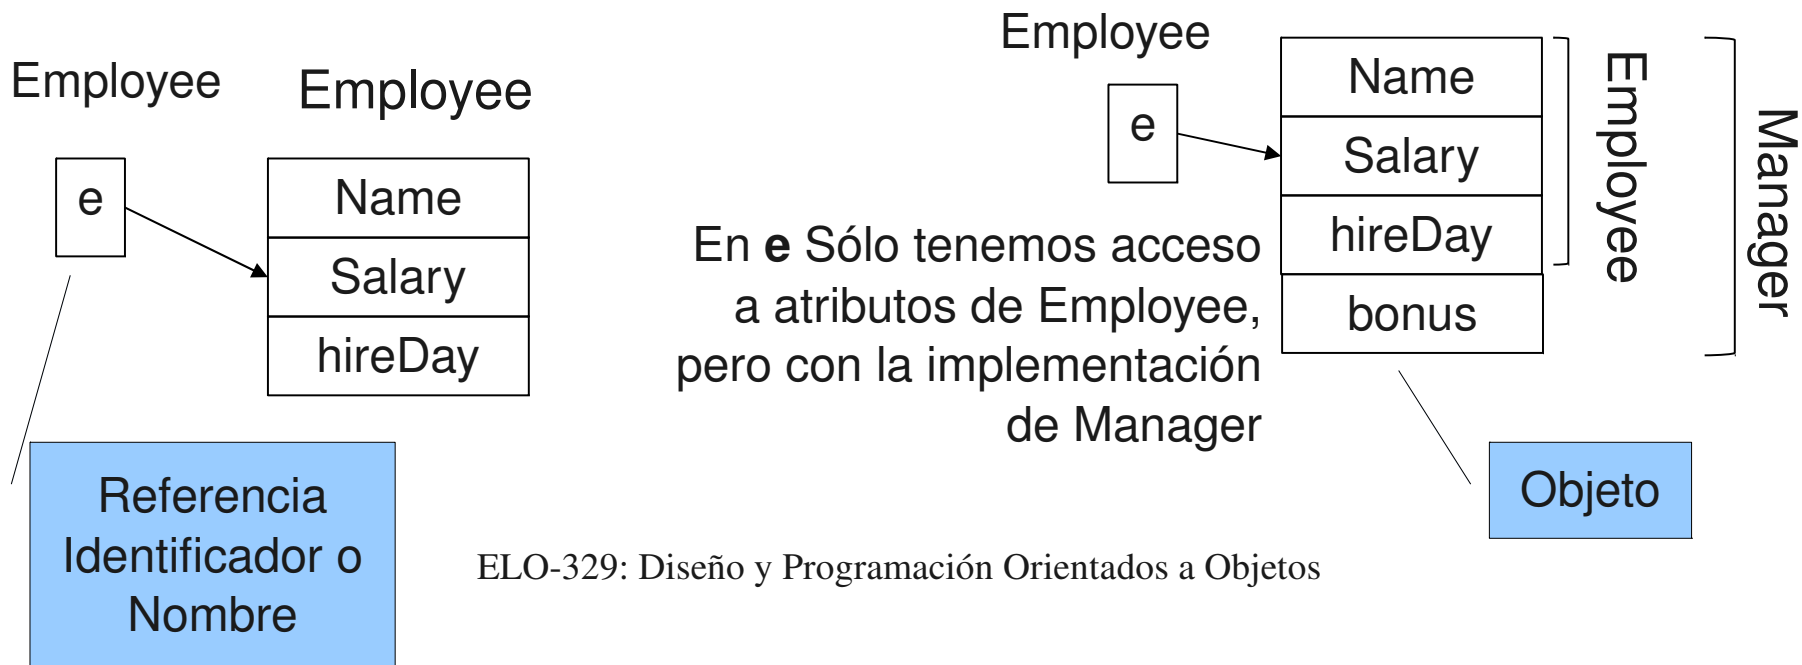 Employee
Employee
e
Name
Salary
hireDay
Referencia
Identificador o
Nombre
Employee
e
Name
Salary
hireDay
bonus
Employee
Manager
En e Sólo tenemos acceso
a atributos de Employee,
pero con la implementación
de Manager
Objeto
ELO-329: Diseño y Programación Orientados a Objetos